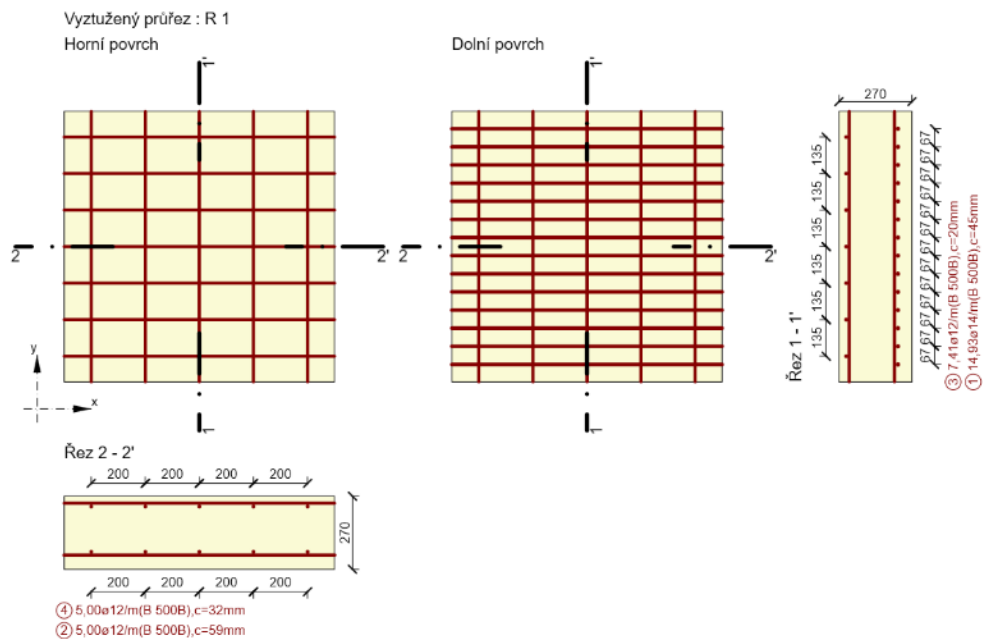 Vyztužený průřez : R 1
Horní povrch
Dolní povrch
1'
1'
270
2
2'
2
2'
135
135
135
135
135
135
67 67 67 67 67 67 67 67 67 67 67 67 67
③ 7,41ø12/m(B 500B),c=20mm
① 14,93ø14/m(B 500B),c=45mm
Řez 1 - 1'
y
x
1
1
Řez 2 - 2'
200 200 200 200
270
200 200 200 200
④ 5,00ø12/m(B 500B),c=32mm
② 5,00ø12/m(B 500B),c=59mm